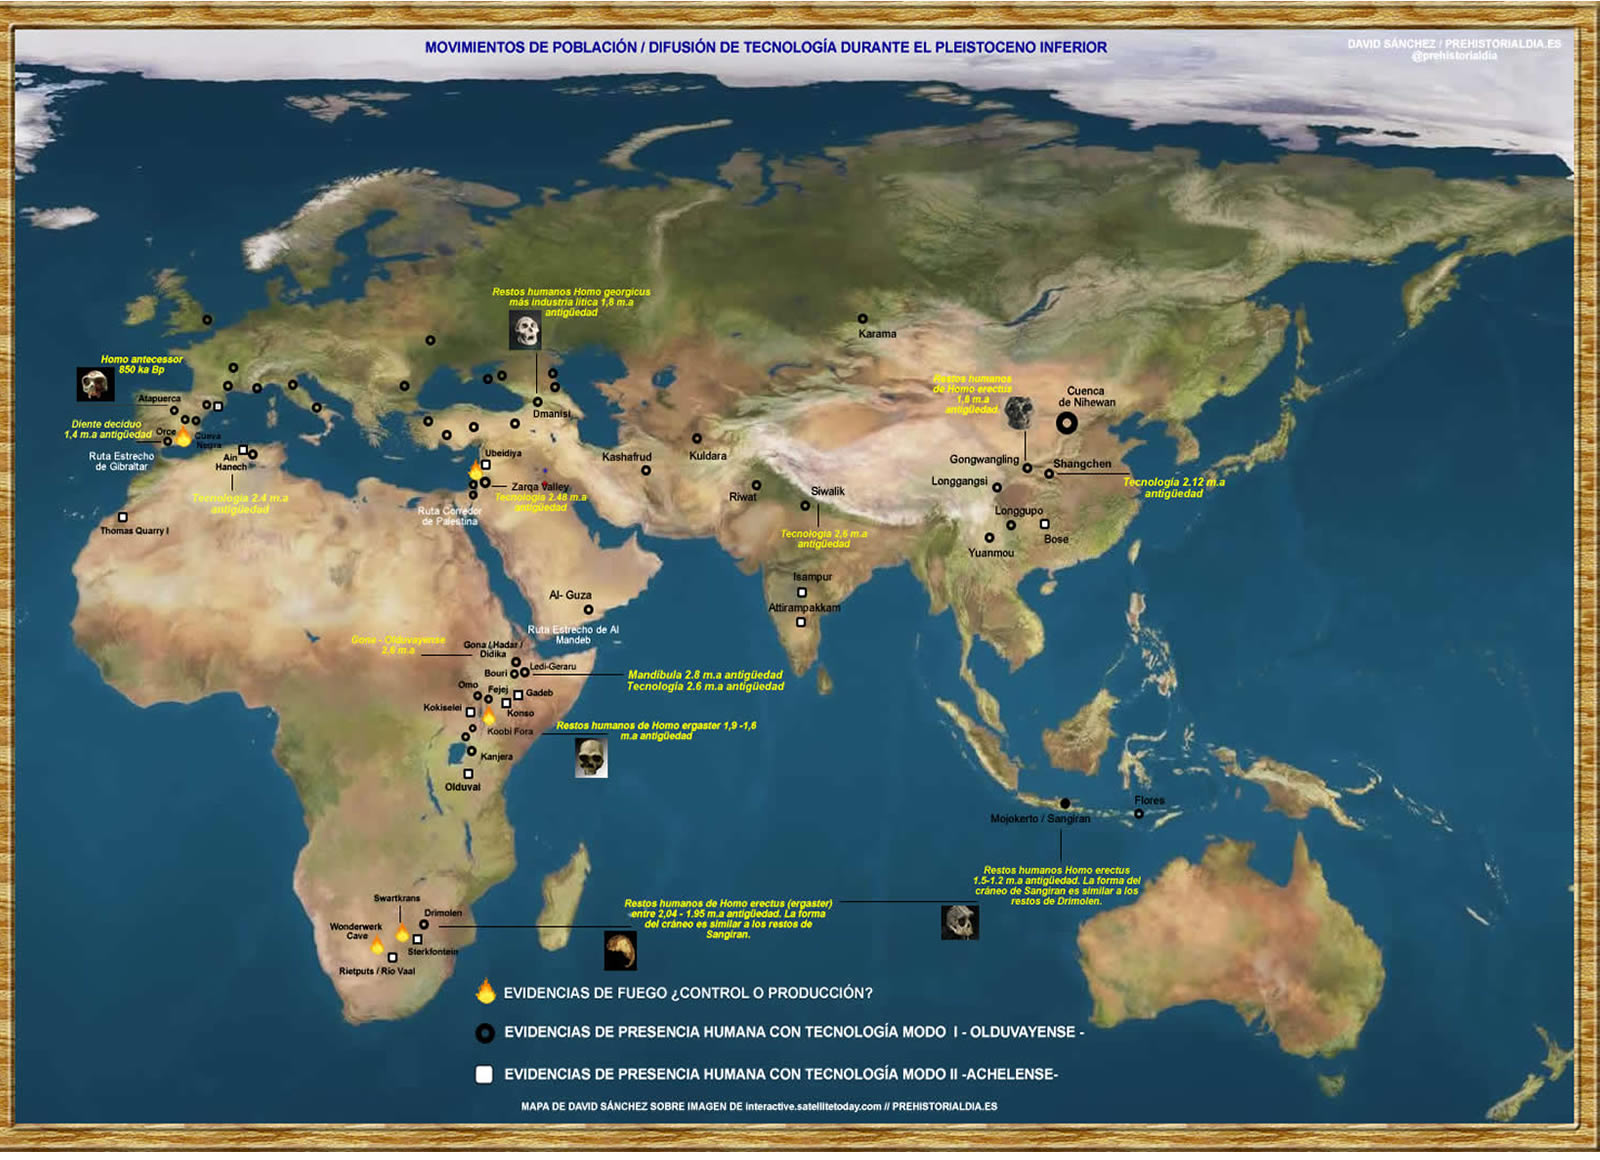 MOVIMIENTOS DE POBLACIÓN / DIFUSIÓN DE TECNOLOGÍA DURANTE EL PLEISTOCENO INFERIOR
DAVID SÁNCHEZ / PREHISTORIALDIA.ES
@prehistorialdia
Restos humanos Homo georgicus
más industria lítica 1,8 m.a
antigüedad
Karama
Homo antecessor
850 ka Bp
Atapuerca
Diente deciduo
1,4 m.a antigüedad
Orce
Cueva
Negra
Ruta Estrecho
de Gibraltar
Ain
Hanech
Tecnología 2.4 m.a
antigüedad
Thomas Quarry I
Dmanisi
Ubeidiya
Zarqa Valley
Tecnología 2.48 m.a
antigüedad
Ruta Corredor
de Palestina
Kashafrud
Kuldara
Riwat
Siwalik
Tecnología 2,6 m.a
antigüedad
Restos humanos
de Homo erectus
1,6 m.a
antigüedad
Cuenca
de Nihewan
Gongwangling
Shangchen
Tecnología 2.12 m.a
antigüedad
Longgangsi
Longgupo
Bose
Yuanmou
Isampur
Attirampakkam
Al- Guza
Ruta Estrecho de Al
Mandeb
Gone - Olduvayense
2,6 m.a
Gona / Hadar /
Didika
Ledi-Geraru
Bouri
Mandíbula 2.8 m.a antigüedad
Tecnología 2.6 m.a antigüedad
Omo
Fejej
Gadeb
Kokiselei
Konso
Koobi Fora
Restos humanos de Homo ergaster 1,9 -1,6
m.a antigüedad
Kanjera
Olduvai
Flores
Mojokerto / Sangiran
Restos humanos Homo erectus
1.5-1.2 m.a antigüedad. La forma del
cráneo de Sangiran es similar a los
restos de Drimolen.
Restos humanos de Homo erectus (ergaster)
entre 2,04 - 1.95 m.a antigüedad. La forma
del cráneo es similar a los restos de
Sangiran.
Swartkrans
Drimolen
Wonderwerk
Cave
Sterkfontein
Rietputs / Río Vaal
EVIDENCIAS DE FUEGO ¿CONTROL O PRODUCCIÓN?
EVIDENCIAS DE PRESENCIA HUMANA CON TECNOLOGÍA MODO I - OLDUVAYENSE -
EVIDENCIAS DE PRESENCIA HUMANA CON TECNOLOGÍA MODO II -ACHELENSE-
MAPA DE DAVID SÁNCHEZ SOBRE IMAGEN DE interactive.satellitetoday.com // PREHISTORIALDIA.ES